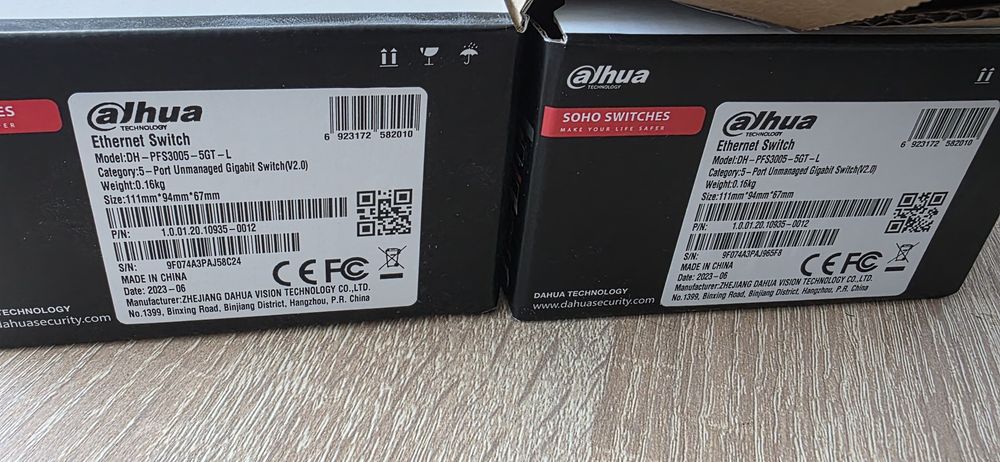 ES
ER
alhua
TECHNOLOGY
Ethernet Switch
Model:DH-PFS3005-5GT-L
Category:5-Port Unmanaged Gigabit Switch(V2.0)
Weight:0.16kg
Size:111mm*94mm*67mm
6 923172 582010
P/N: 1.0.01.20.10935-0012
S/N: 9F074A3PAJ58C24
MADE IN CHINA
Date: 2023-06
CE FC
Manufacturer:ZHEJIANG DAHUA VISION TECHNOLOGY CO.,LTD.
No.1399, Binxing Road, Binjiang District, Hangzhou, P.R. China
TECHNOLOGY
dahuasecurity.com
alhua
TECHNOLOGY
SOHO SWITCHES
MAKE YOUR LIFE SAFER
alhua
TECHNOLOGY
Ethernet Switch
Model:DH-PFS3005-5GT-L
Category:5-Port Unmanaged Gigabit Switch(V2.0)
Weight:0.16kg
Size:111mm*94mm*67mm
6 923172 582010
P/N: 1.0.01.20.10935-0012
S/N: 9F074A3PAJ965F8
MADE IN CHINA
Date: 2023-06
CE FC
Manufacturer:ZHEJIANG DAHUA VISION TECHNOLOGY CO.,LTD.
No.1399, Binxing Road, Binjiang District, Hangzhou, P.R. China
DAHUA TECHNOLOGY
www.dahuasecurity.com